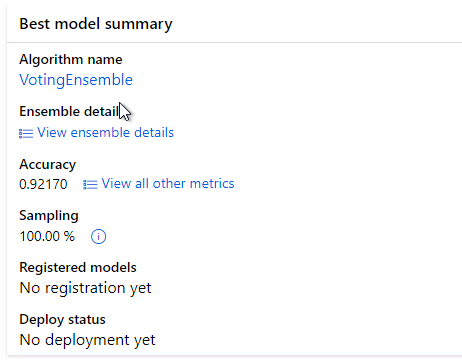 Best model summary
Algorithm name
VotingEnsemble
Ensemble detail
View ensemble details
Accuracy
0.92170 View all other metrics
Sampling
100.00 %
Registered models
No registration yet
Deploy status
No deployment yet